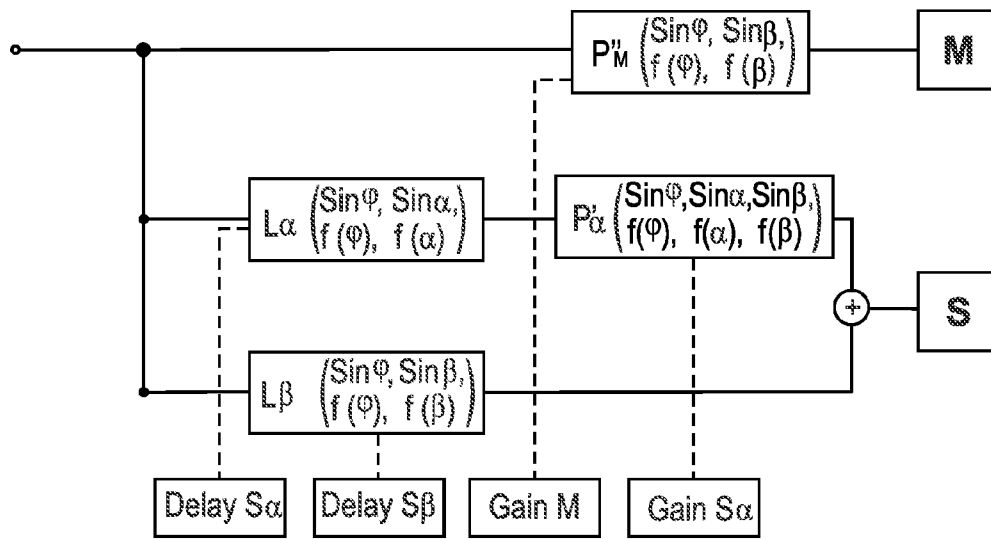 P''M (Sinφ, Sinβ,
f (φ), f (β))
M
Lα (Sinφ, Sinα,
f (φ), f (α))
P'α (Sinφ,Sinα,Sinβ,
f(φ), f(α), f(β))
+
S
Lβ (Sinφ, Sinβ,
f (φ), f (β))
Delay Sα
Delay Sβ
Gain M
Gain Sα